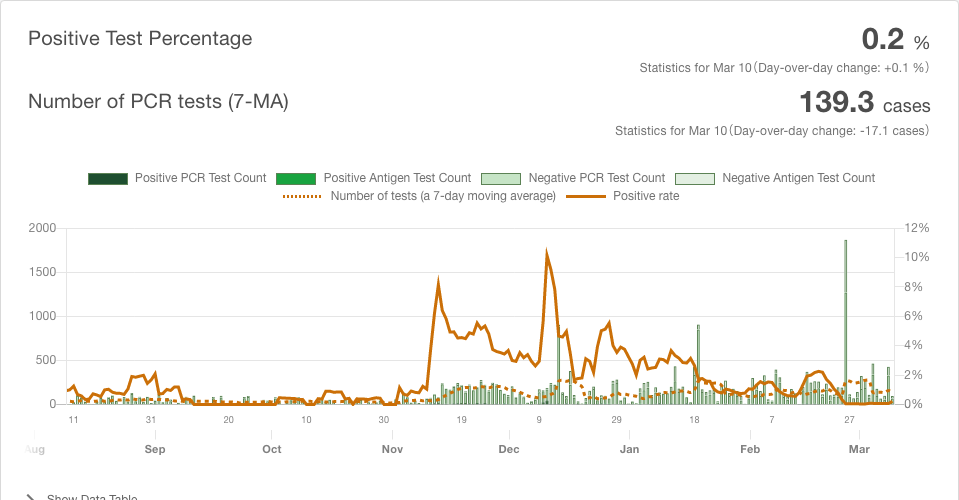 Positive Test Percentage
0.2 %
Statistics for Mar 10(Day-over-day change: +0.1 %)
Number of PCR tests (7-MA)
139.3 cases
Statistics for Mar 10(Day-over-day change: -17.1 cases)
Positive PCR Test Count Positive Antigen Test Count Negative PCR Test Count Negative Antigen Test Count
Number of tests (a 7-day moving average) Positive rate
2000 12%
10%
1500
8%
1000 6%
4%
500
2%
0 0%
11 31 20 10 30 19 9 29 18 7 27
Aug Sep Oct Nov Dec Jan Feb Mar
Show Data Table